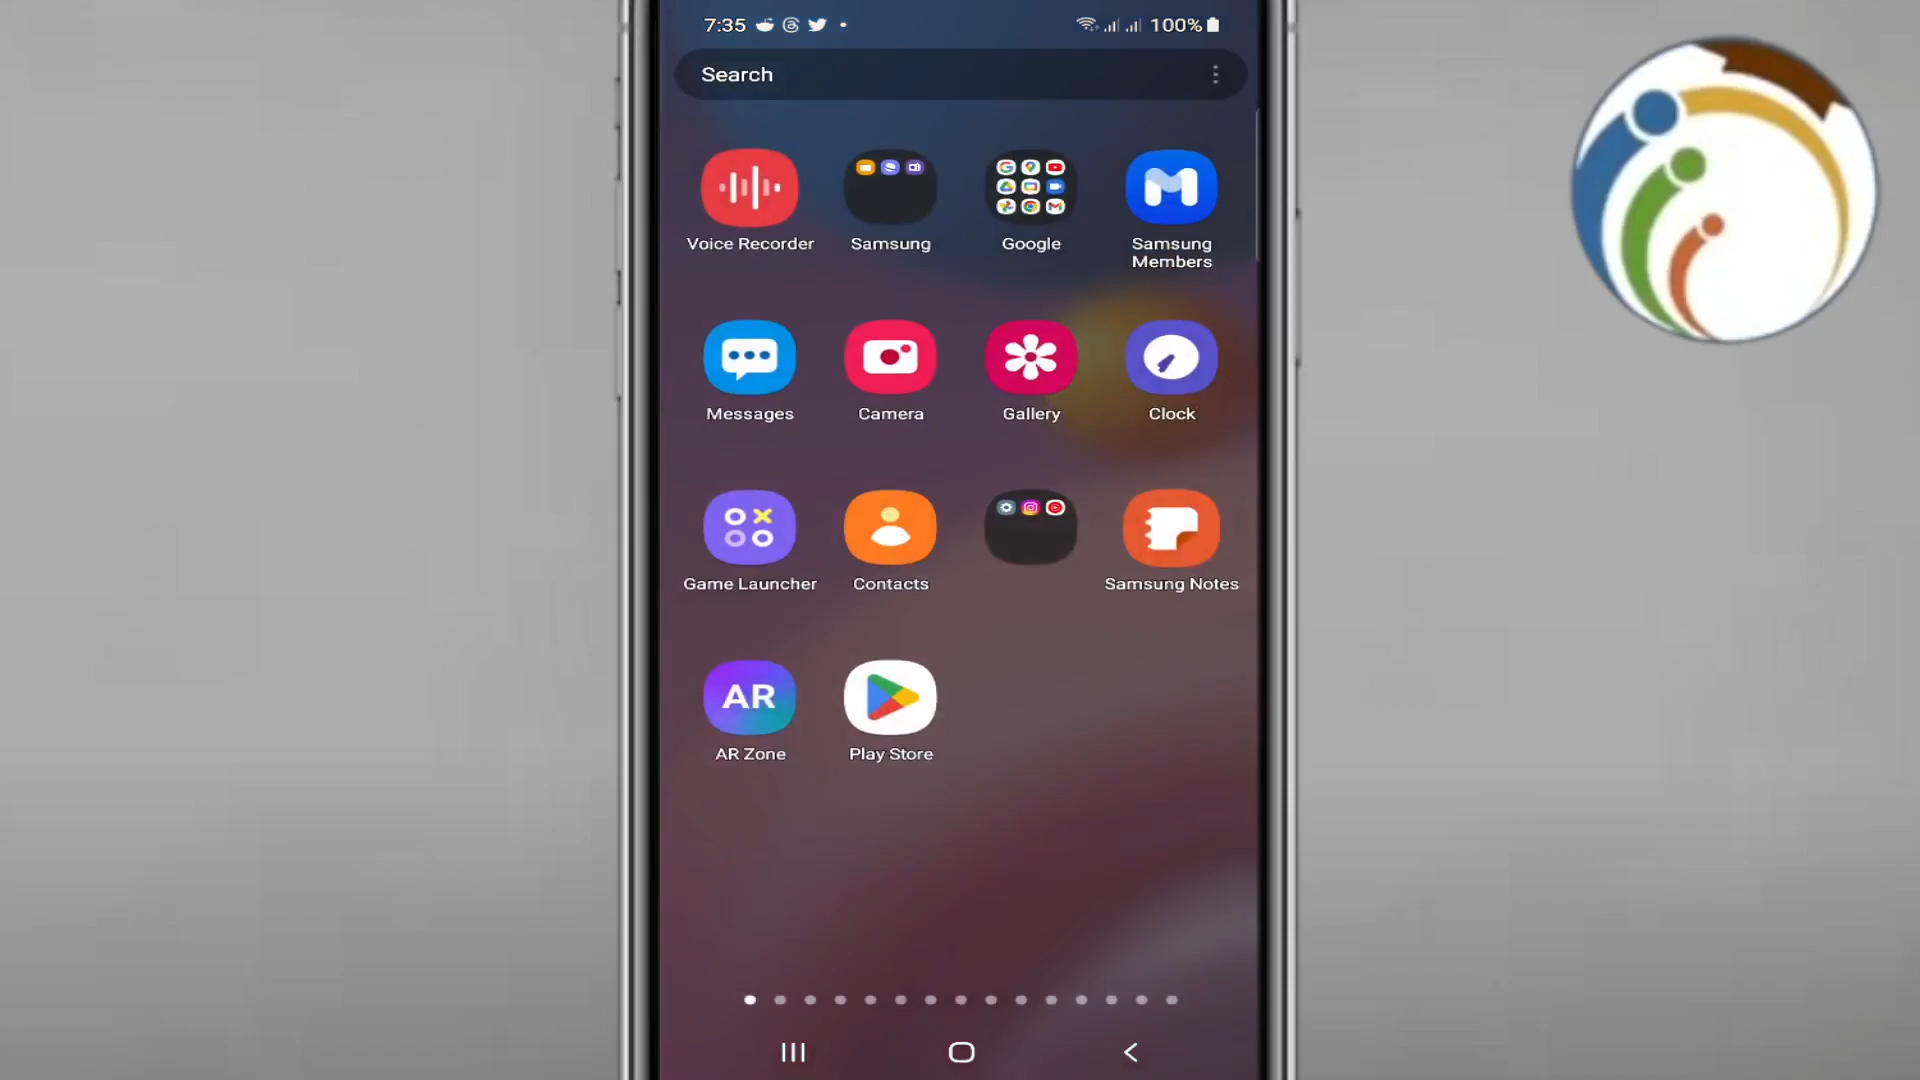 7:35
100%
Search
Voice Recorder
Samsung
Google
Samsung
Members
Messages
Camera
Gallery
Clock
Game Launcher
Contacts
Samsung Notes
AR
AR Zone
Play Store